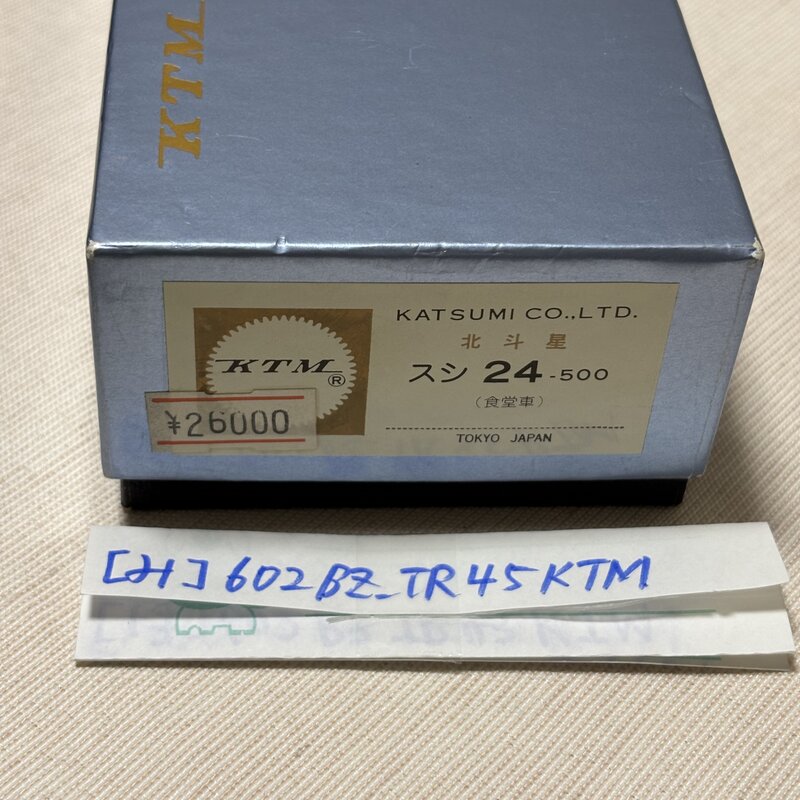 KTM
KATSUMI CO.,LTD.
北斗星
KTM®
スシ 24-500
(食堂車)
¥26000
TOKYO JAPAN
[み]602BZ_TR45KTM